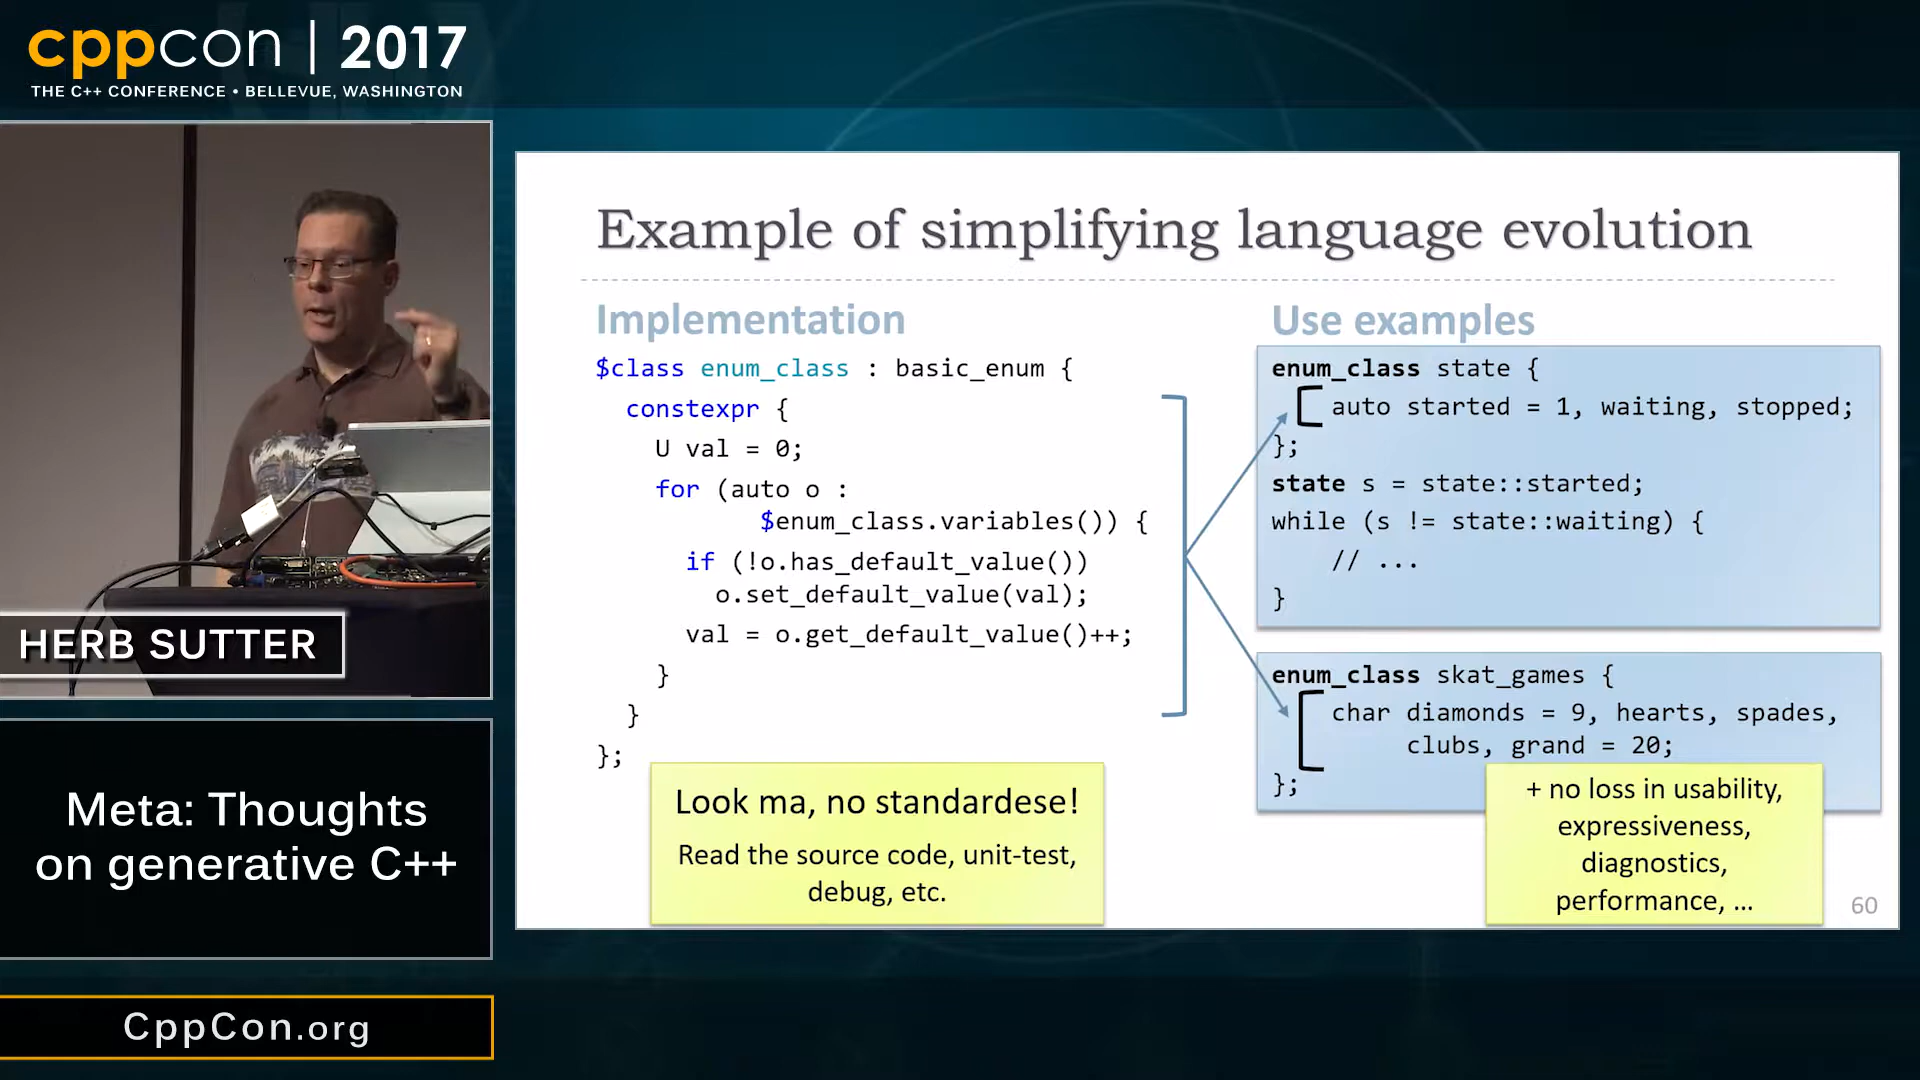 cppcon | 2017
THE C++ CONFERENCE • BELLEVUE, WASHINGTON
HERB SUTTER
Meta: Thoughts
on generative C++
CppCon.org
Example of simplifying language evolution
Implementation
$class enum_class : basic_enum {
constexpr {
U val = 0;
for (auto o :
$enum_class.variables()) {
if (!o.has_default_value())
o.set_default_value(val);
val = o.get_default_value()++;
}
}
};
Look ma, no standardese!
Read the source code, unit-test,
debug, etc.
Use examples
enum_class state {
auto started = 1, waiting, stopped;
};
state s = state::started;
while (s != state::waiting) {
// ...
}
enum_class skat_games {
char diamonds = 9, hearts, spades,
clubs, grand = 20;
};
+ no loss in usability,
expressiveness,
diagnostics,
performance, ...
60